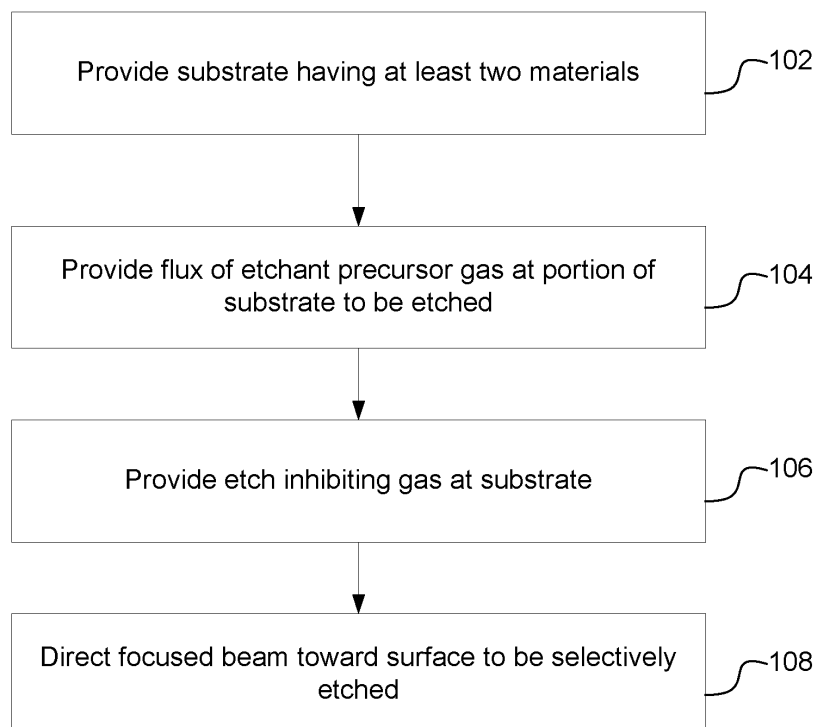 Provide substrate having at least two materials
102
Provide flux of etchant precursor gas at portion of
substrate to be etched
104
Provide etch inhibiting gas at substrate
106
Direct focused beam toward surface to be selectively
etched
108